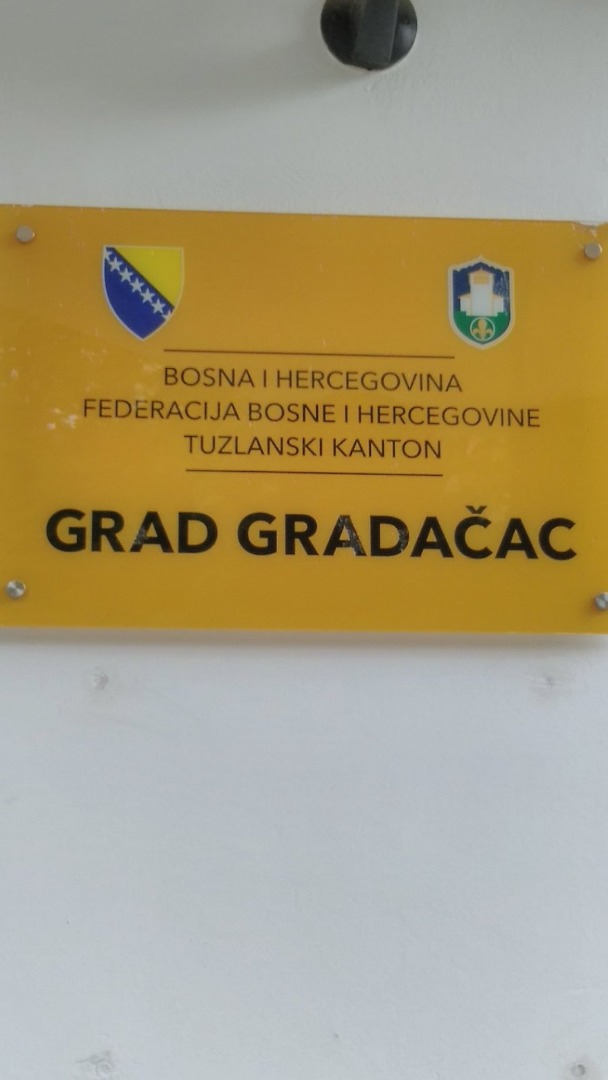 BOSNA I HERCEGOVINA
FEDERACIJA BOSNE I HERCEGOVINE
TUZLANSKI KANTON
GRAD GRADAČAC